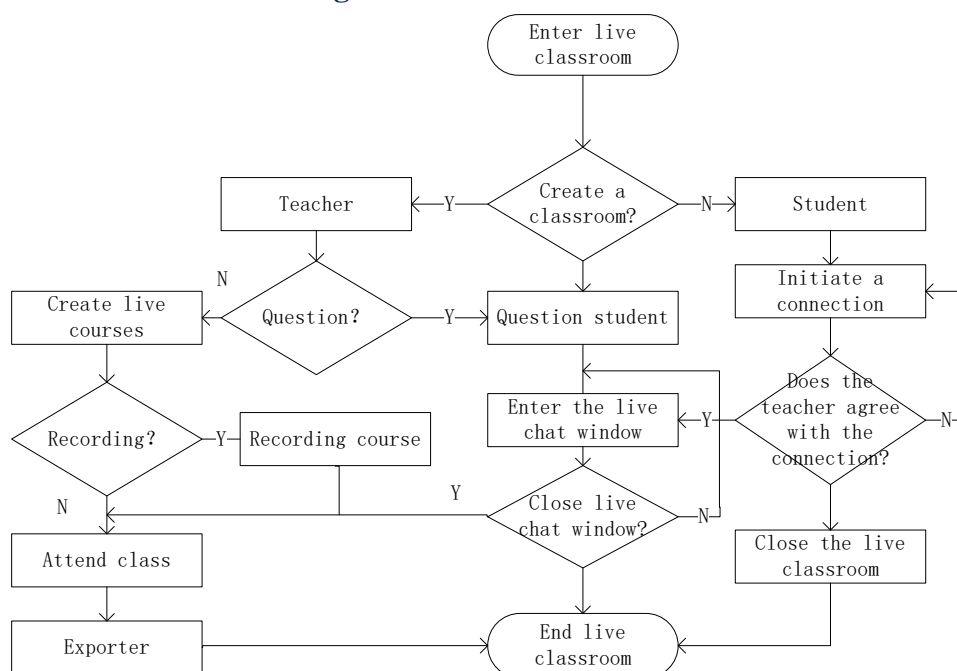 Enter live
classroom
Create a
classroom?
Y
N
Teacher
Student
Initiate a
connection
N
Create live
courses
Question?
Y
Question student
Does the
teacher agree
with the
connection?
Y
N
Enter the live
chat window
Recording?
Y
Recording course
N
Y
Close live
chat window?
N
Attend class
Close the live
classroom
Exporter
End live
classroom